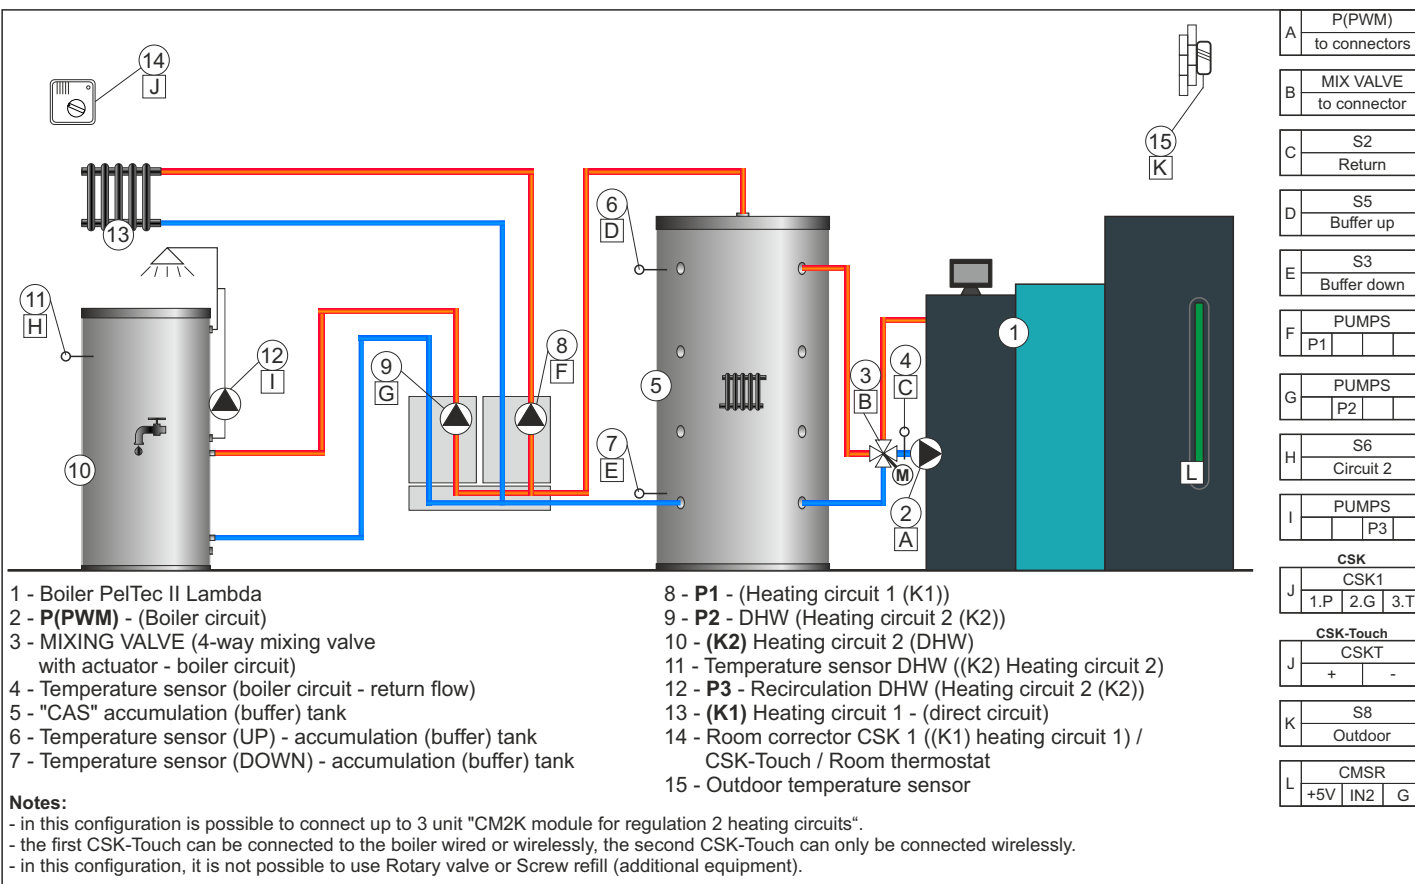 14
J
15
K
6
D
13
11
H
12
I
9
G
8
F
5
3
B
4
C
1
7
E
M
L
10
2
A
1 - Boiler PelTec II Lambda
2 - P(PWM) - (Boiler circuit)
3 - MIXING VALVE (4-way mixing valve
with actuator - boiler circuit)
4 - Temperature sensor (boiler circuit - return flow)
5 - "CAS" accumulation (buffer) tank
6 - Temperature sensor (UP) - accumulation (buffer) tank
7 - Temperature sensor (DOWN) - accumulation (buffer) tank
8 - P1 - (Heating circuit 1 (K1))
9 - P2 - DHW (Heating circuit 2 (K2))
10 - (K2) Heating circuit 2 (DHW)
11 - Temperature sensor DHW ((K2) Heating circuit 2)
12 - P3 - Recirculation DHW (Heating circuit 2 (K2))
13 - (K1) Heating circuit 1 - (direct circuit)
14 - Room corrector CSK 1 ((K1) heating circuit 1) /
CSK-Touch / Room thermostat
15 - Outdoor temperature sensor
Notes:
- in this configuration is possible to connect up to 3 unit "CM2K module for regulation 2 heating circuits“.
- the first CSK-Touch can be connected to the boiler wired or wirelessly, the second CSK-Touch can only be connected wirelessly.
- in this configuration, it is not possible to use Rotary valve or Screw refill (additional equipment).
A
P(PWM)
to connectors
B
MIX VALVE
to connector
C
S2
Return
D
S5
Buffer up
E
S3
Buffer down
F
PUMPS
P1
G
PUMPS
P2
H
S6
Circuit 2
I
PUMPS
P3
CSK
J
CSK1
1.P 2.G 3.T
CSK-Touch
J
CSKT
+ -
K
S8
Outdoor
L
CMSR
+5V IN2 G